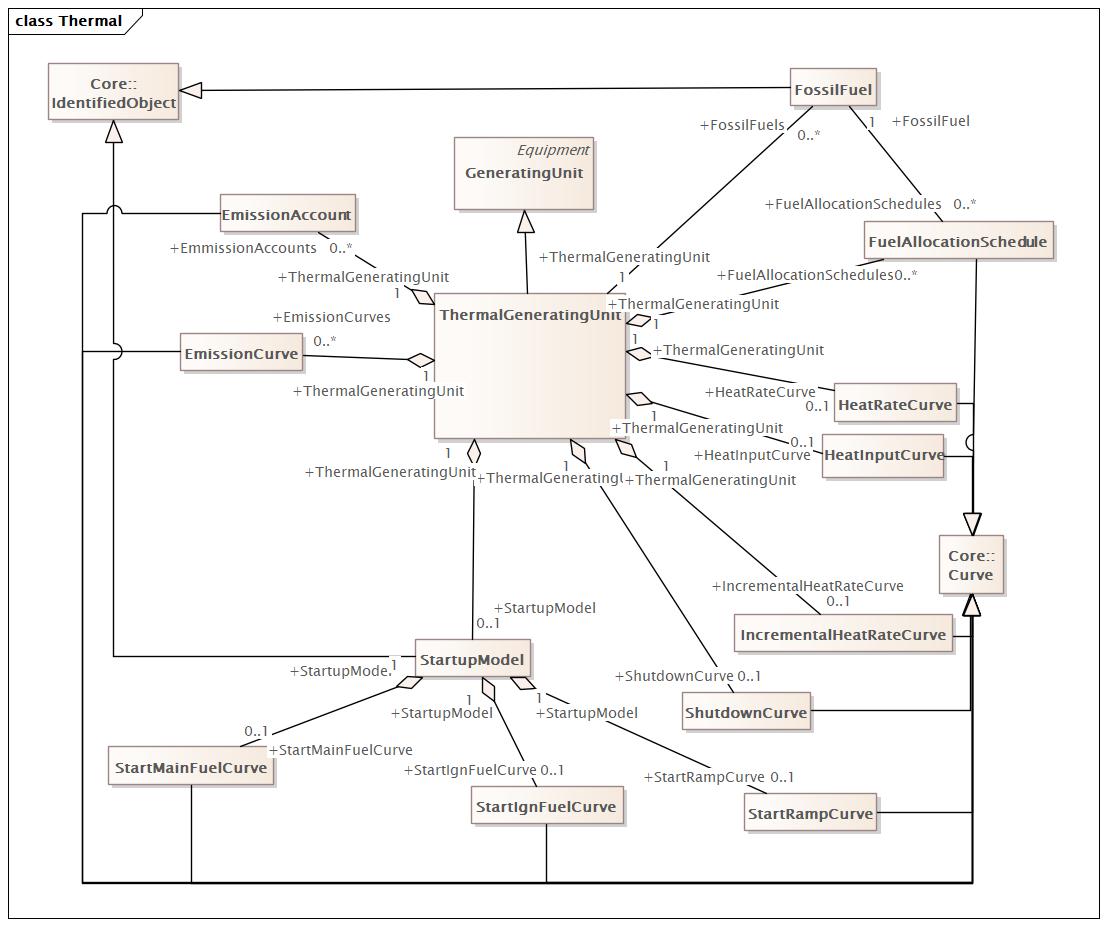 class Thermal
Core::
IdentifiedObject
FossilFuel
+FossilFuels
0..*
1
+FossilFuel
Equipment
GeneratingUnit
EmissionAccount
+EmmissionAccounts
0..*
+FuelAllocationSchedules
0..*
FuelAllocationSchedule
+ThermalGeneratingUnit
1
+ThermalGeneratingUnit
1
+FuelAllocationSchedules
0..*
+ThermalGeneratingUnit
1
ThermalGeneratingUnit
+EmissionCurves
0..*
EmissionCurve
1
+ThermalGeneratingUnit
1
+ThermalGeneratingUnit
+HeatRateCurve
0..1
HeatRateCurve
1
+ThermalGeneratingUnit
0..1
+HeatInputCurve
HeatInputCurve
1
+ThermalGeneratingUnit
1
+ThermalGeneratingU
1
+ThermalGeneratingUnit
Core::
Curve
+IncrementalHeatRateCurve
0..1
IncrementalHeatRateCurve
+StartupModel
0..1
StartupModel
+ShutdownCurve
0..1
ShutdownCurve
+StartupMode
1
1
+StartupModel
1
+StartupModel
0..1
+StartMainFuelCurve
StartMainFuelCurve
+StartIgnFuelCurve
0..1
StartIgnFuelCurve
+StartRampCurve
0..1
StartRampCurve